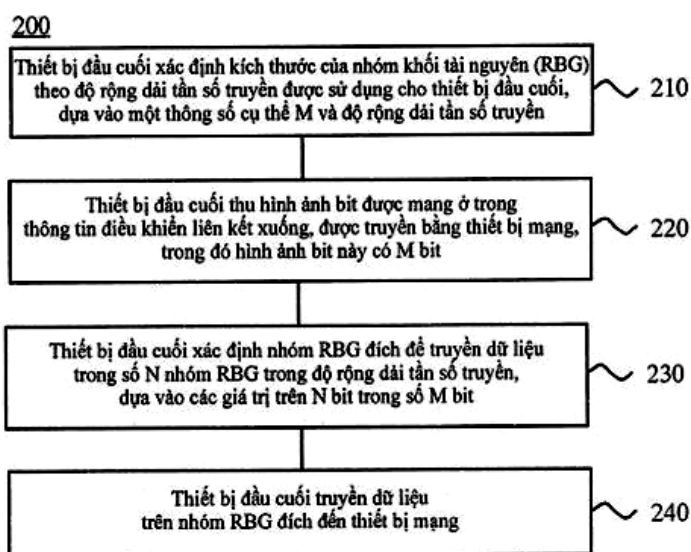 200
Thiết bị đầu cuối xác định kích thước của nhóm khối tài nguyên (RBG)
theo độ rộng dải tần số truyền được sử dụng cho thiết bị đầu cuối,
dựa vào một thông số cụ thể M và độ rộng dải tần số truyền
210
Thiết bị đầu cuối thu hình ảnh bit được mang ở trong
thông tin điều khiển liên kết xuống, được truyền bằng thiết bị mạng,
trong đó hình ảnh bit này có M bit
220
Thiết bị đầu cuối xác định nhóm RBG đích để truyền dữ liệu
trong số N nhóm RBG trong độ rộng dải tần số truyền,
dựa vào các giá trị trên N bit trong số M bit
230
Thiết bị đầu cuối truyền dữ liệu
trên nhóm RBG đích đến thiết bị mạng
240